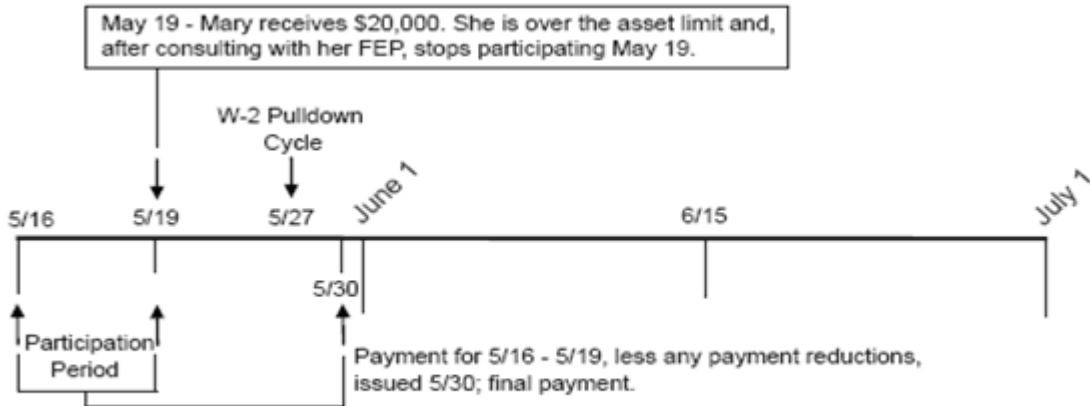 May 19 - Mary receives $20,000. She is over the asset limit and,
after consulting with her FEP, stops participating May 19.
W-2 Pulldown
Cycle
5/16
5/19
5/27
June 1
6/15
July 1
5/30
Participation
Period
Payment for 5/16 - 5/19, less any payment reductions,
issued 5/30; final payment.